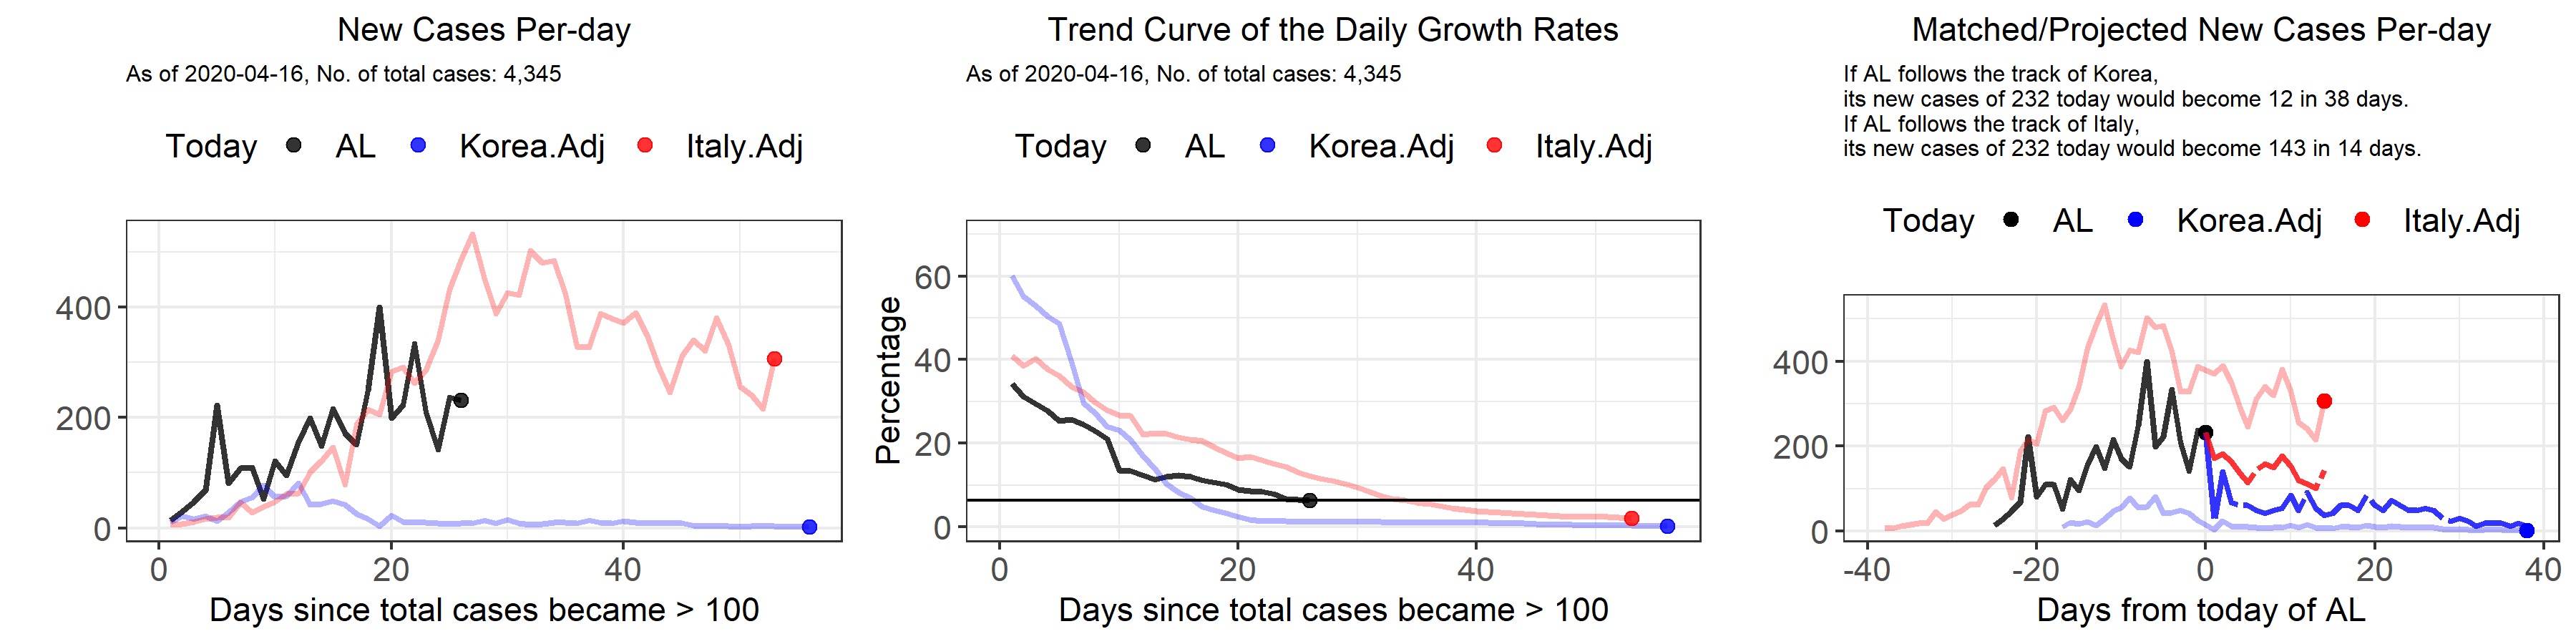 New Cases Per-day
As of 2020-04-16, No. of total cases: 4,345
Today AL Korea.Adj Italy.Adj
400
200
0
0 20 40
Days since total cases became > 100
Trend Curve of the Daily Growth Rates
As of 2020-04-16, No. of total cases: 4,345
Today AL Korea.Adj Italy.Adj
Percentage
60
40
20
0
0 20 40
Days since total cases became > 100
Matched/Projected New Cases Per-day
If AL follows the track of Korea,
its new cases of 232 today would become 12 in 38 days.
If AL follows the track of Italy,
its new cases of 232 today would become 143 in 14 days.
Today AL Korea.Adj Italy.Adj
400
200
0
-40 -20 0 20 40
Days from today of AL